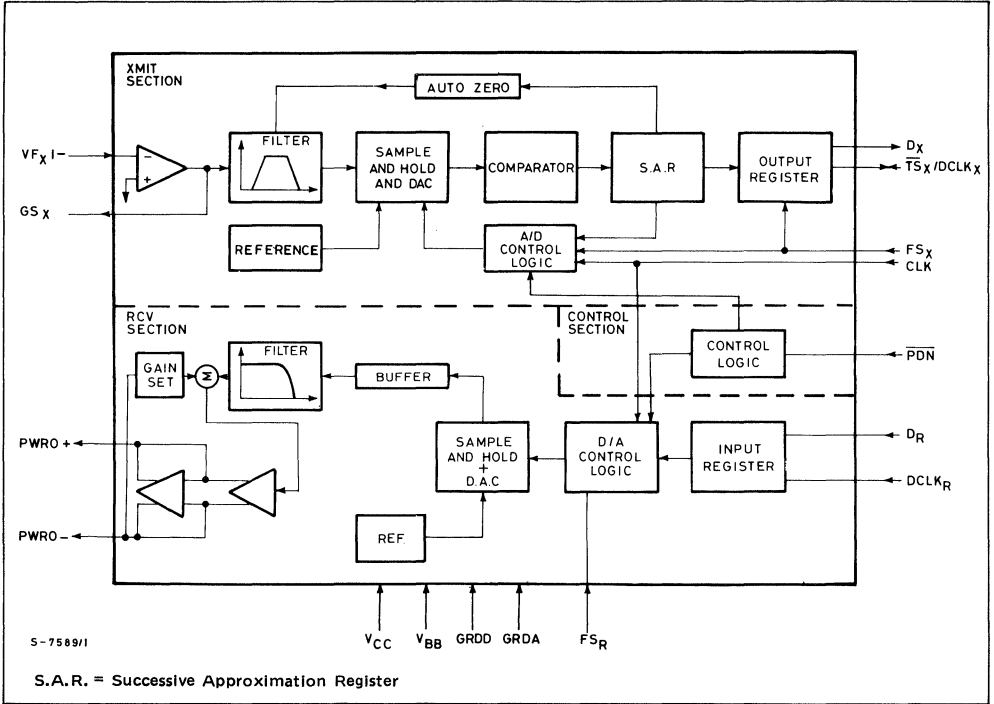 XMIT
SECTION
AUTO ZERO
VFX I-
GSX
FILTER
SAMPLE
AND HOLD
AND DAC
COMPARATOR
S.A.R
OUTPUT
REGISTER
DX
T̅S̅X/DCLKX
REFERENCE
A/D
CONTROL
LOGIC
FSX
CLK
RCV
SECTION
CONTROL
SECTION
CONTROL
LOGIC
P̅D̅N̅
GAIN
SET
Σ
FILTER
BUFFER
PWRO+
PWRO-
SAMPLE
AND HOLD
+
D.A.C
D/A
CONTROL
LOGIC
INPUT
REGISTER
DR
DCLKR
REF.
VCC
VBB
GRDD
GRDA
FSR
S-7589/1
S.A.R. = Successive Approximation Register